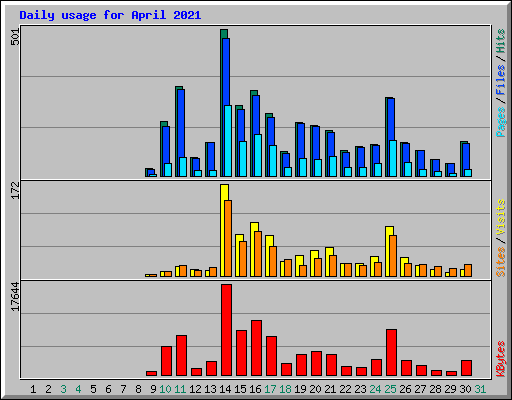 Daily usage for April 2021
501
Pages / Files / Hits
172
Sites / Visits
17644
KBytes
1 2 3 4 5 6 7 8 9 10 11 12 13 14 15 16 17 18 19 20 21 22 23 24 25 26 27 28 29 30 31